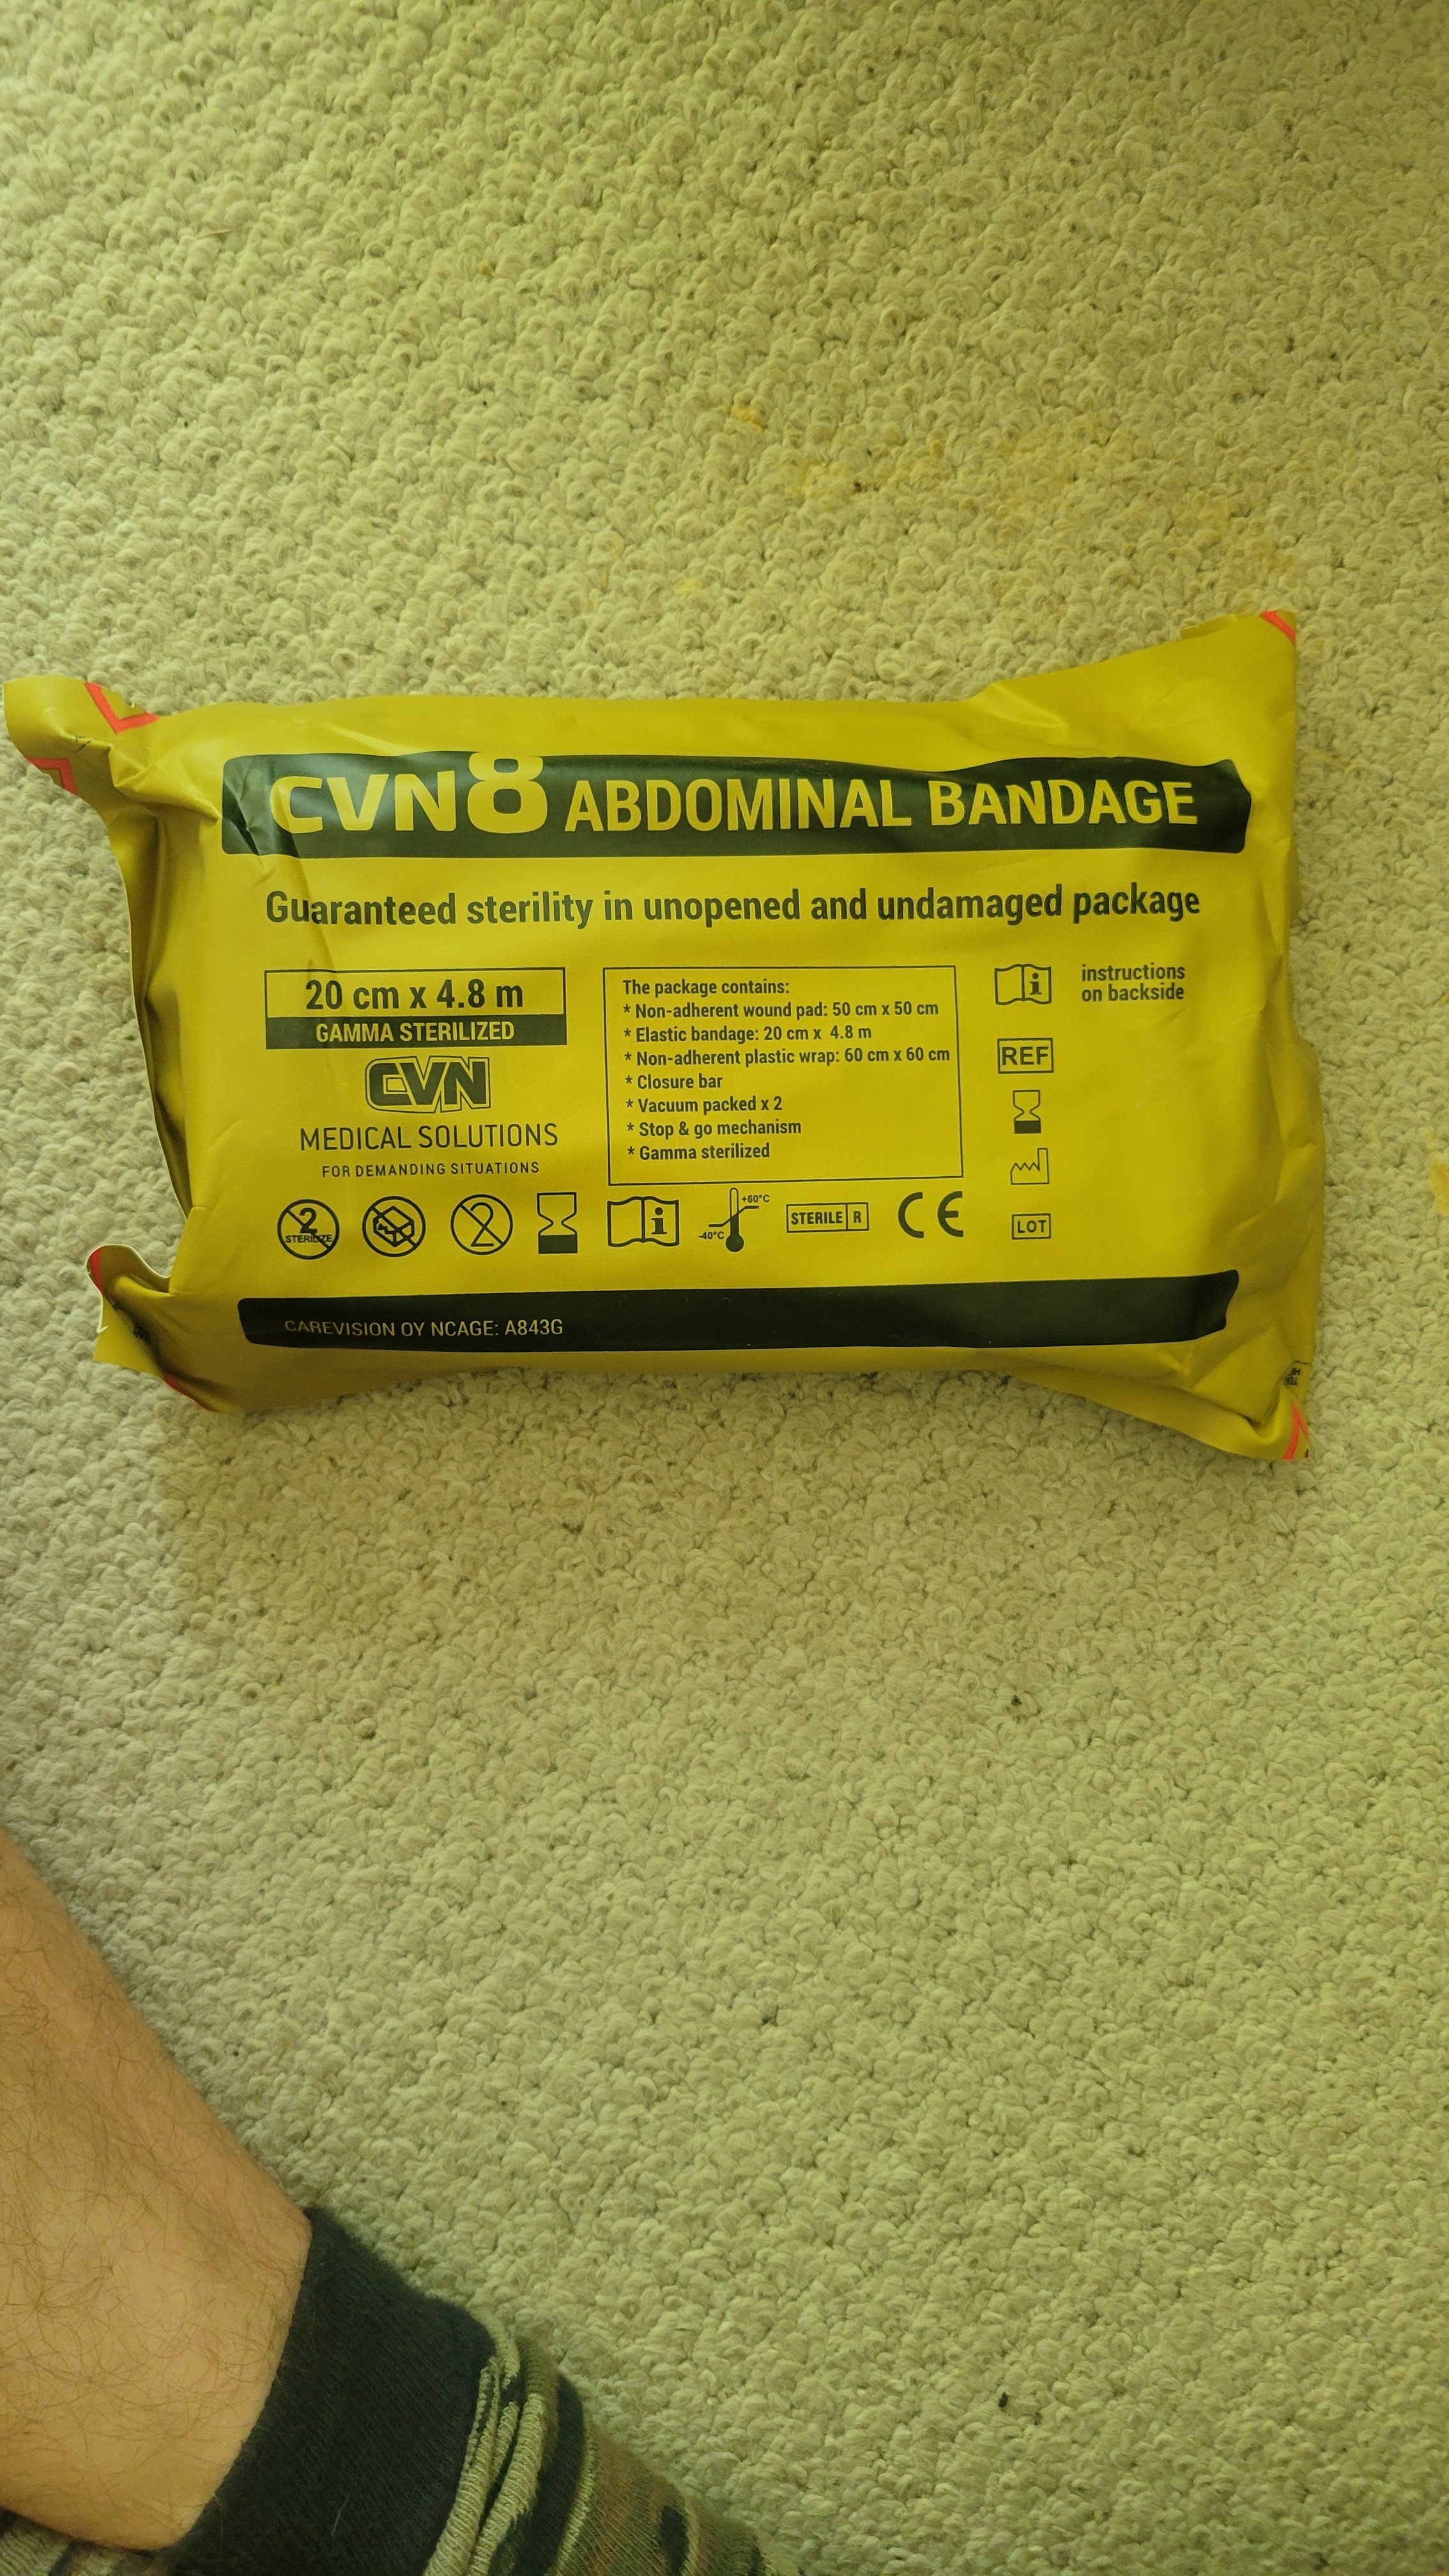 CVN8 ABDOMINAL BANDAGE
Guaranteed sterility in unopened and undamaged package
20 cm x 4.8 m
GAMMA STERILIZED
CVN
MEDICAL SOLUTIONS
FOR DEMANDING SITUATIONS
The package contains:
* Non-adherent wound pad: 50 cm x 50 cm
* Elastic bandage: 20 cm x 4.8 m
* Non-adherent plastic wrap: 60 cm x 60 cm
* Closure bar
* Vacuum packed x 2
* Stop & go mechanism
* Gamma sterilized
instructions
on backside
REF
LOT
2
STERILIZE
2
-40°C
+60°C
STERILE R
CE
CAREVISION OY NCAGE: A843G